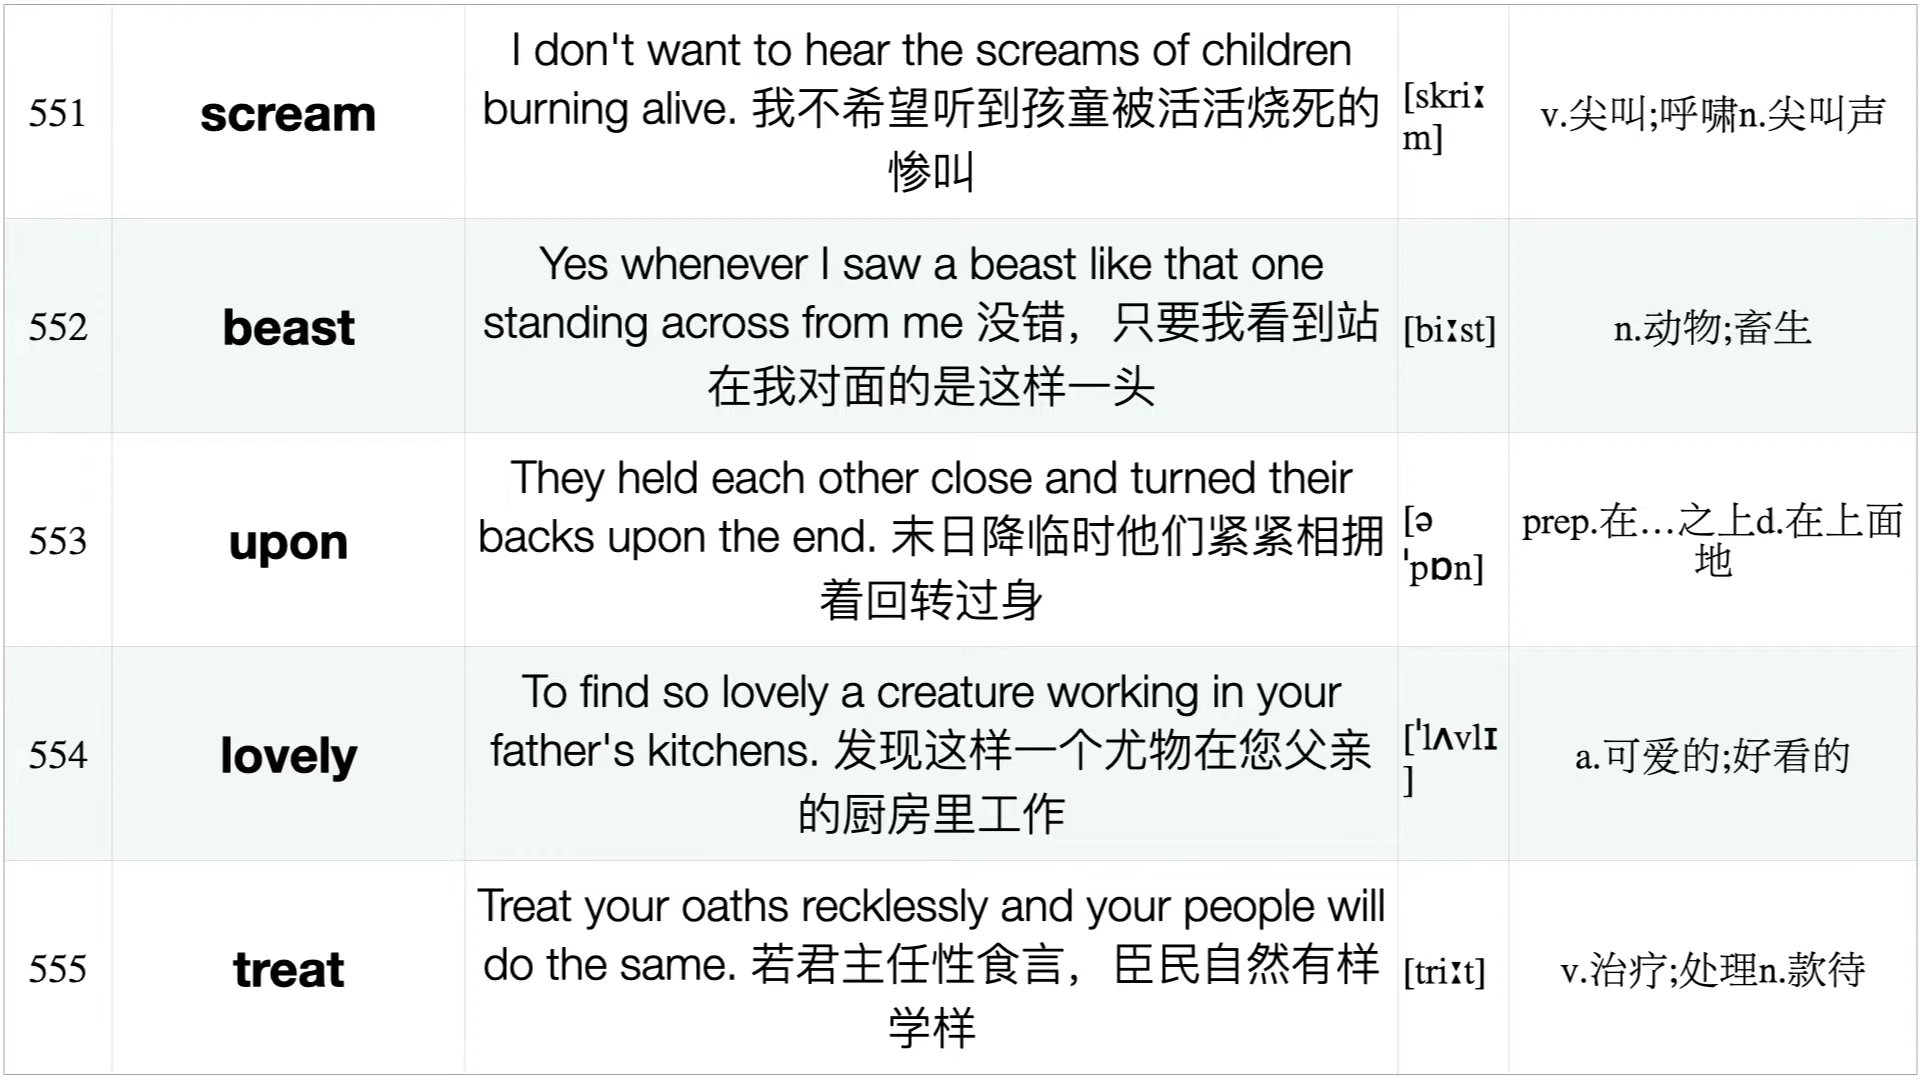 551
scream
I don't want to hear the screams of children
burning alive. 我不希望听到孩童被活活烧死的
惨叫
[skriː
m]
v.尖叫;呼啸n.尖叫声
552
beast
Yes whenever I saw a beast like that one
standing across from me 没错，只要我看到站
在我对面的是这样一头
[biːst]
n.动物;畜生
553
upon
They held each other close and turned their
backs upon the end. 末日降临时他们紧紧相拥
着回转过身
[ə
ˈpɒn]
prep.在…之上d.在上面
地
554
lovely
To find so lovely a creature working in your
father's kitchens. 发现这样一个尤物在您父亲
的厨房里工作
[ˈlʌvlɪ
]
a.可爱的;好看的
555
treat
Treat your oaths recklessly and your people will
do the same. 若君主任性食言，臣民自然有样
学样
[triːt]
v.治疗;处理n.款待